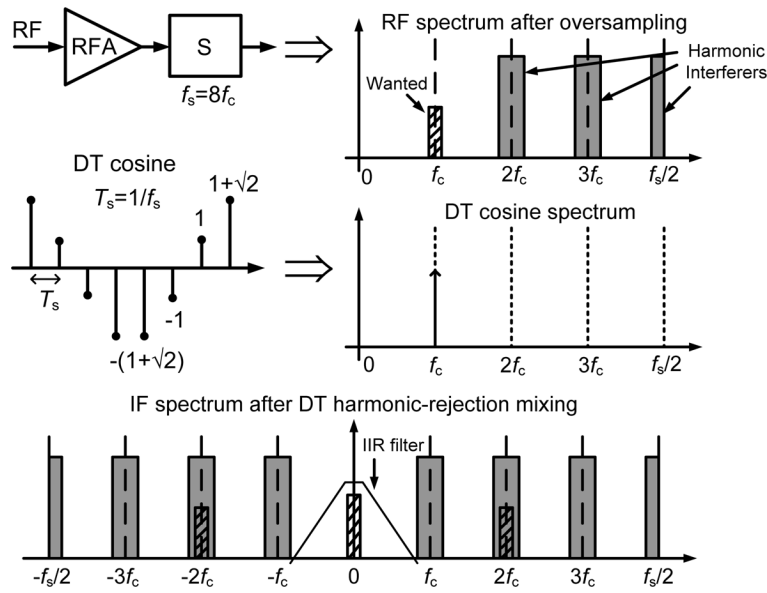 RF
RFA
S
fs=8fc
RF spectrum after oversampling
Wanted
Harmonic
Interferers
0
fc
2fc
3fc
fs/2
DT cosine
Ts=1/fs
1+√2
1
Ts
-1
-(1+√2)
DT cosine spectrum
0
fc
2fc
3fc
fs/2
IF spectrum after DT harmonic-rejection mixing
IIR filter
-fs/2
-3fc
-2fc
-fc
0
fc
2fc
3fc
fs/2